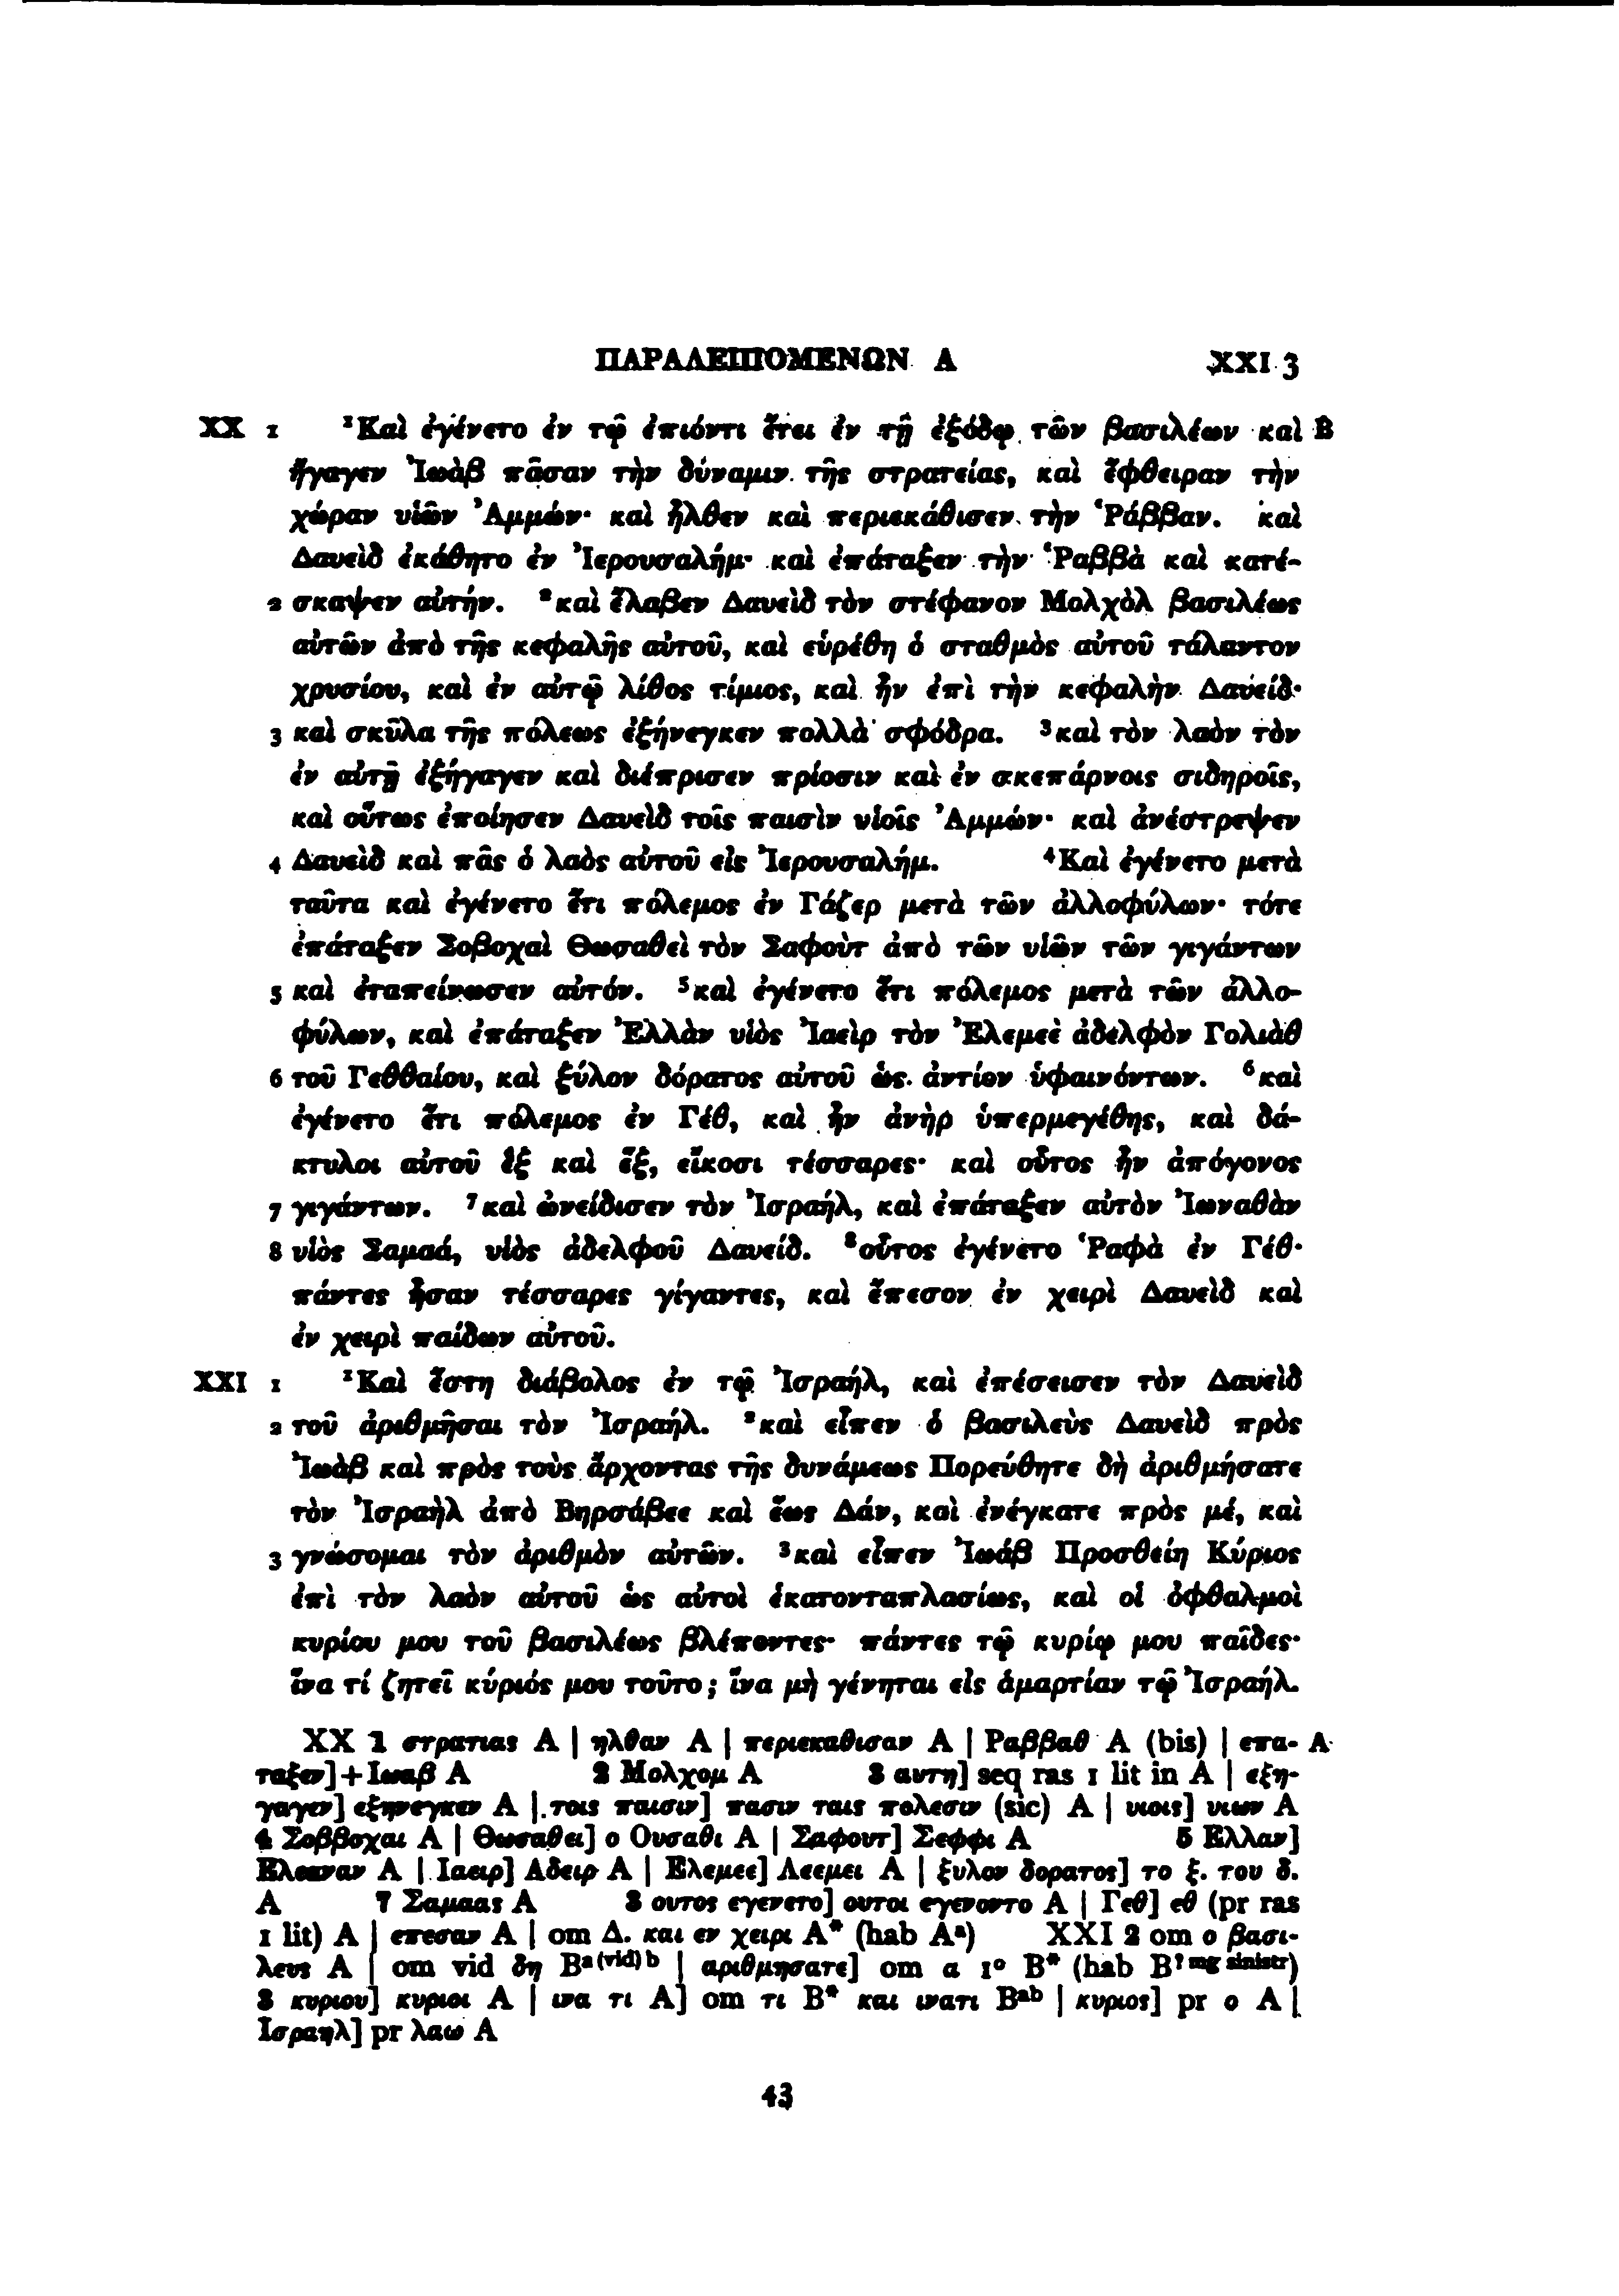 ΠΑΡΑΛΕΙΠΟΜΕΝΩΝ Α XXI 3
XX 1 ¹Καὶ ἐγένετο ἐν τῷ ἐπιόντι ἔτει ἐν τῇ ἐξόδῳ τῶν βασιλέων καὶ B
ἤγαγεν Ἰωὰβ πᾶσαν τὴν δύναμιν τῆς στρατείας, καὶ ἔφθειραν τὴν
χώραν υἱῶν Ἀμμών· καὶ ἦλθεν καὶ περιεκάθισεν τὴν Ῥάββαν. καὶ
Δαυεὶδ ἐκάθητο ἐν Ἰερουσαλήμ· καὶ ἐπάταξεν τὴν Ῥαββὰ καὶ κατέ-
2 σκαψεν αὐτήν. ²καὶ ἔλαβεν Δαυεὶδ τὸν στέφανον Μολχὸλ βασιλέως
αὐτῶν ἀπὸ τῆς κεφαλῆς αὐτοῦ, καὶ εὑρέθη ὁ σταθμὸς αὐτοῦ τάλαντον
χρυσίου, καὶ ἐν αὐτῷ λίθος τίμιος, καὶ ἦν ἐπὶ τὴν κεφαλὴν Δαυείδ·
3 καὶ σκῦλα τῆς πόλεως ἐξήνεγκεν πολλὰ σφόδρα. ³καὶ τὸν λαὸν τὸν
ἐν αὐτῇ ἐξήγαγεν καὶ διέπρισεν πρίοσιν καὶ ἐν σκεπάρνοις σιδηροῖς,
καὶ οὕτως ἐποίησεν Δαυεὶδ τοῖς παισὶν υἱοῖς Ἀμμών· καὶ ἀνέστρεψεν
4 Δαυεὶδ καὶ πᾶς ὁ λαὸς αὐτοῦ εἰς Ἰερουσαλήμ. ⁴Καὶ ἐγένετο μετὰ
ταῦτα καὶ ἐγένετο ἔτι πόλεμος ἐν Γάζερ μετὰ τῶν ἀλλοφύλων· τότε
ἐπάταξεν Σοβοχαὶ Θωσαθεὶ τὸν Σαφοὺτ ἀπὸ τῶν υἱῶν τῶν γιγάντων
5 καὶ ἐταπείνωσεν αὐτόν. ⁵καὶ ἐγένετο ἔτι πόλεμος μετὰ τῶν ἀλλο-
φύλων, καὶ ἐπάταξεν Ἐλλὰν υἱὸς Ἰαεὶρ τὸν Ἐλεμεὲ ἀδελφὸν Γολιὰθ
6 τοῦ Γεθθαίου, καὶ ξύλον δόρατος αὐτοῦ ὡς ἀντίον ὑφαινόντων. ⁶καὶ
ἐγένετο ἔτι πόλεμος ἐν Γέθ, καὶ ἦν ἀνὴρ ὑπερμεγέθης, καὶ δά-
κτυλοι αὐτοῦ ἓξ καὶ ἕξ, εἴκοσι τέσσαρες· καὶ οὗτος ἦν ἀπόγονος
7 γιγάντων. ⁷καὶ ὠνείδισεν τὸν Ἰσραήλ, καὶ ἐπάταξεν αὐτὸν Ἰωναθὰν
8 υἱὸς Σαμαά, υἱὸς ἀδελφοῦ Δαυείδ. ⁸οὗτος ἐγένετο Ῥαφὰ ἐν Γέθ·
πάντες ἦσαν τέσσαρες γίγαντες, καὶ ἔπεσον ἐν χειρὶ Δαυεὶδ καὶ
ἐν χειρὶ παίδων αὐτοῦ.
XXI 1 ¹Καὶ ἔστη διάβολος ἐν τῷ Ἰσραήλ, καὶ ἐπέσεισεν τὸν Δαυεὶδ
2 τοῦ ἀριθμῆσαι τὸν Ἰσραήλ. ²καὶ εἶπεν ὁ βασιλεὺς Δαυεὶδ πρὸς
Ἰωὰβ καὶ πρὸς τοὺς ἄρχοντας τῆς δυνάμεως Πορεύθητε δὴ ἀριθμήσατε
τὸν Ἰσραὴλ ἀπὸ Βηρσάβεε καὶ ἕως Δάν, καὶ ἐνέγκατε πρὸς μέ, καὶ
3 γνώσομαι τὸν ἀριθμὸν αὐτῶν. ³καὶ εἶπεν Ἰωάβ Προσθείη Κύριος
ἐπὶ τὸν λαὸν αὐτοῦ ὡς αὐτοὶ ἑκατονταπλασίως, καὶ οἱ ὀφθαλμοὶ
κυρίου μου τοῦ βασιλέως βλέποντες· πάντες τῷ κυρίῳ μου παῖδες·
ἵνα τί ζητεῖ κύριός μου τοῦτο; ἵνα μὴ γένηται εἰς ἁμαρτίαν τῷ Ἰσραήλ.
XX 1 στρατιας A | ηλθαν A | περιεκαθισαν A | Ραββαθ A (bis) | επα- A
ταξεν]+Ιωαβ A 2 Μολχομ A 3 αυτη] seq ras 1 lit in A | εξη-
γαγεν] εξηνεγκεν A | τοις παισιν] πασιν ταις πολεσιν (sic) A | υιοις] υιων A
4 Σοββοχαι A | Θωσαθει] ο Ουσαθι A | Σαφουτ] Σεφφι A 5 Ελλαν]
Ελεαναν A | Ιαειρ] Αδειρ A | Ελεμεε] Λεεμει A | ξυλον δορατος] το ξ. του δ.
A 7 Σαμαας A 8 ουτος εγενετο] ουτοι εγενοντο A | Γεθ] εθ (pr ras
1 lit) A | επεσαν A | om Δ. και εν χειρι A* (hab Aᵃ) XXI 2 om ο βασι-
λευς A | om vid δη Bᵃ⁽ᵛⁱᵈ⁾ᵇ | αριθμησατε] om α 1º B* (hab B?ᵐᵍ ˢⁱⁿⁱˢᵗʳ)
3 κυριου] κυριοι A | ινα τι A] om τι B* και ινατι Bᵃᵇ | κυριος] pr ο A |
Ισραηλ] pr λαω A
43